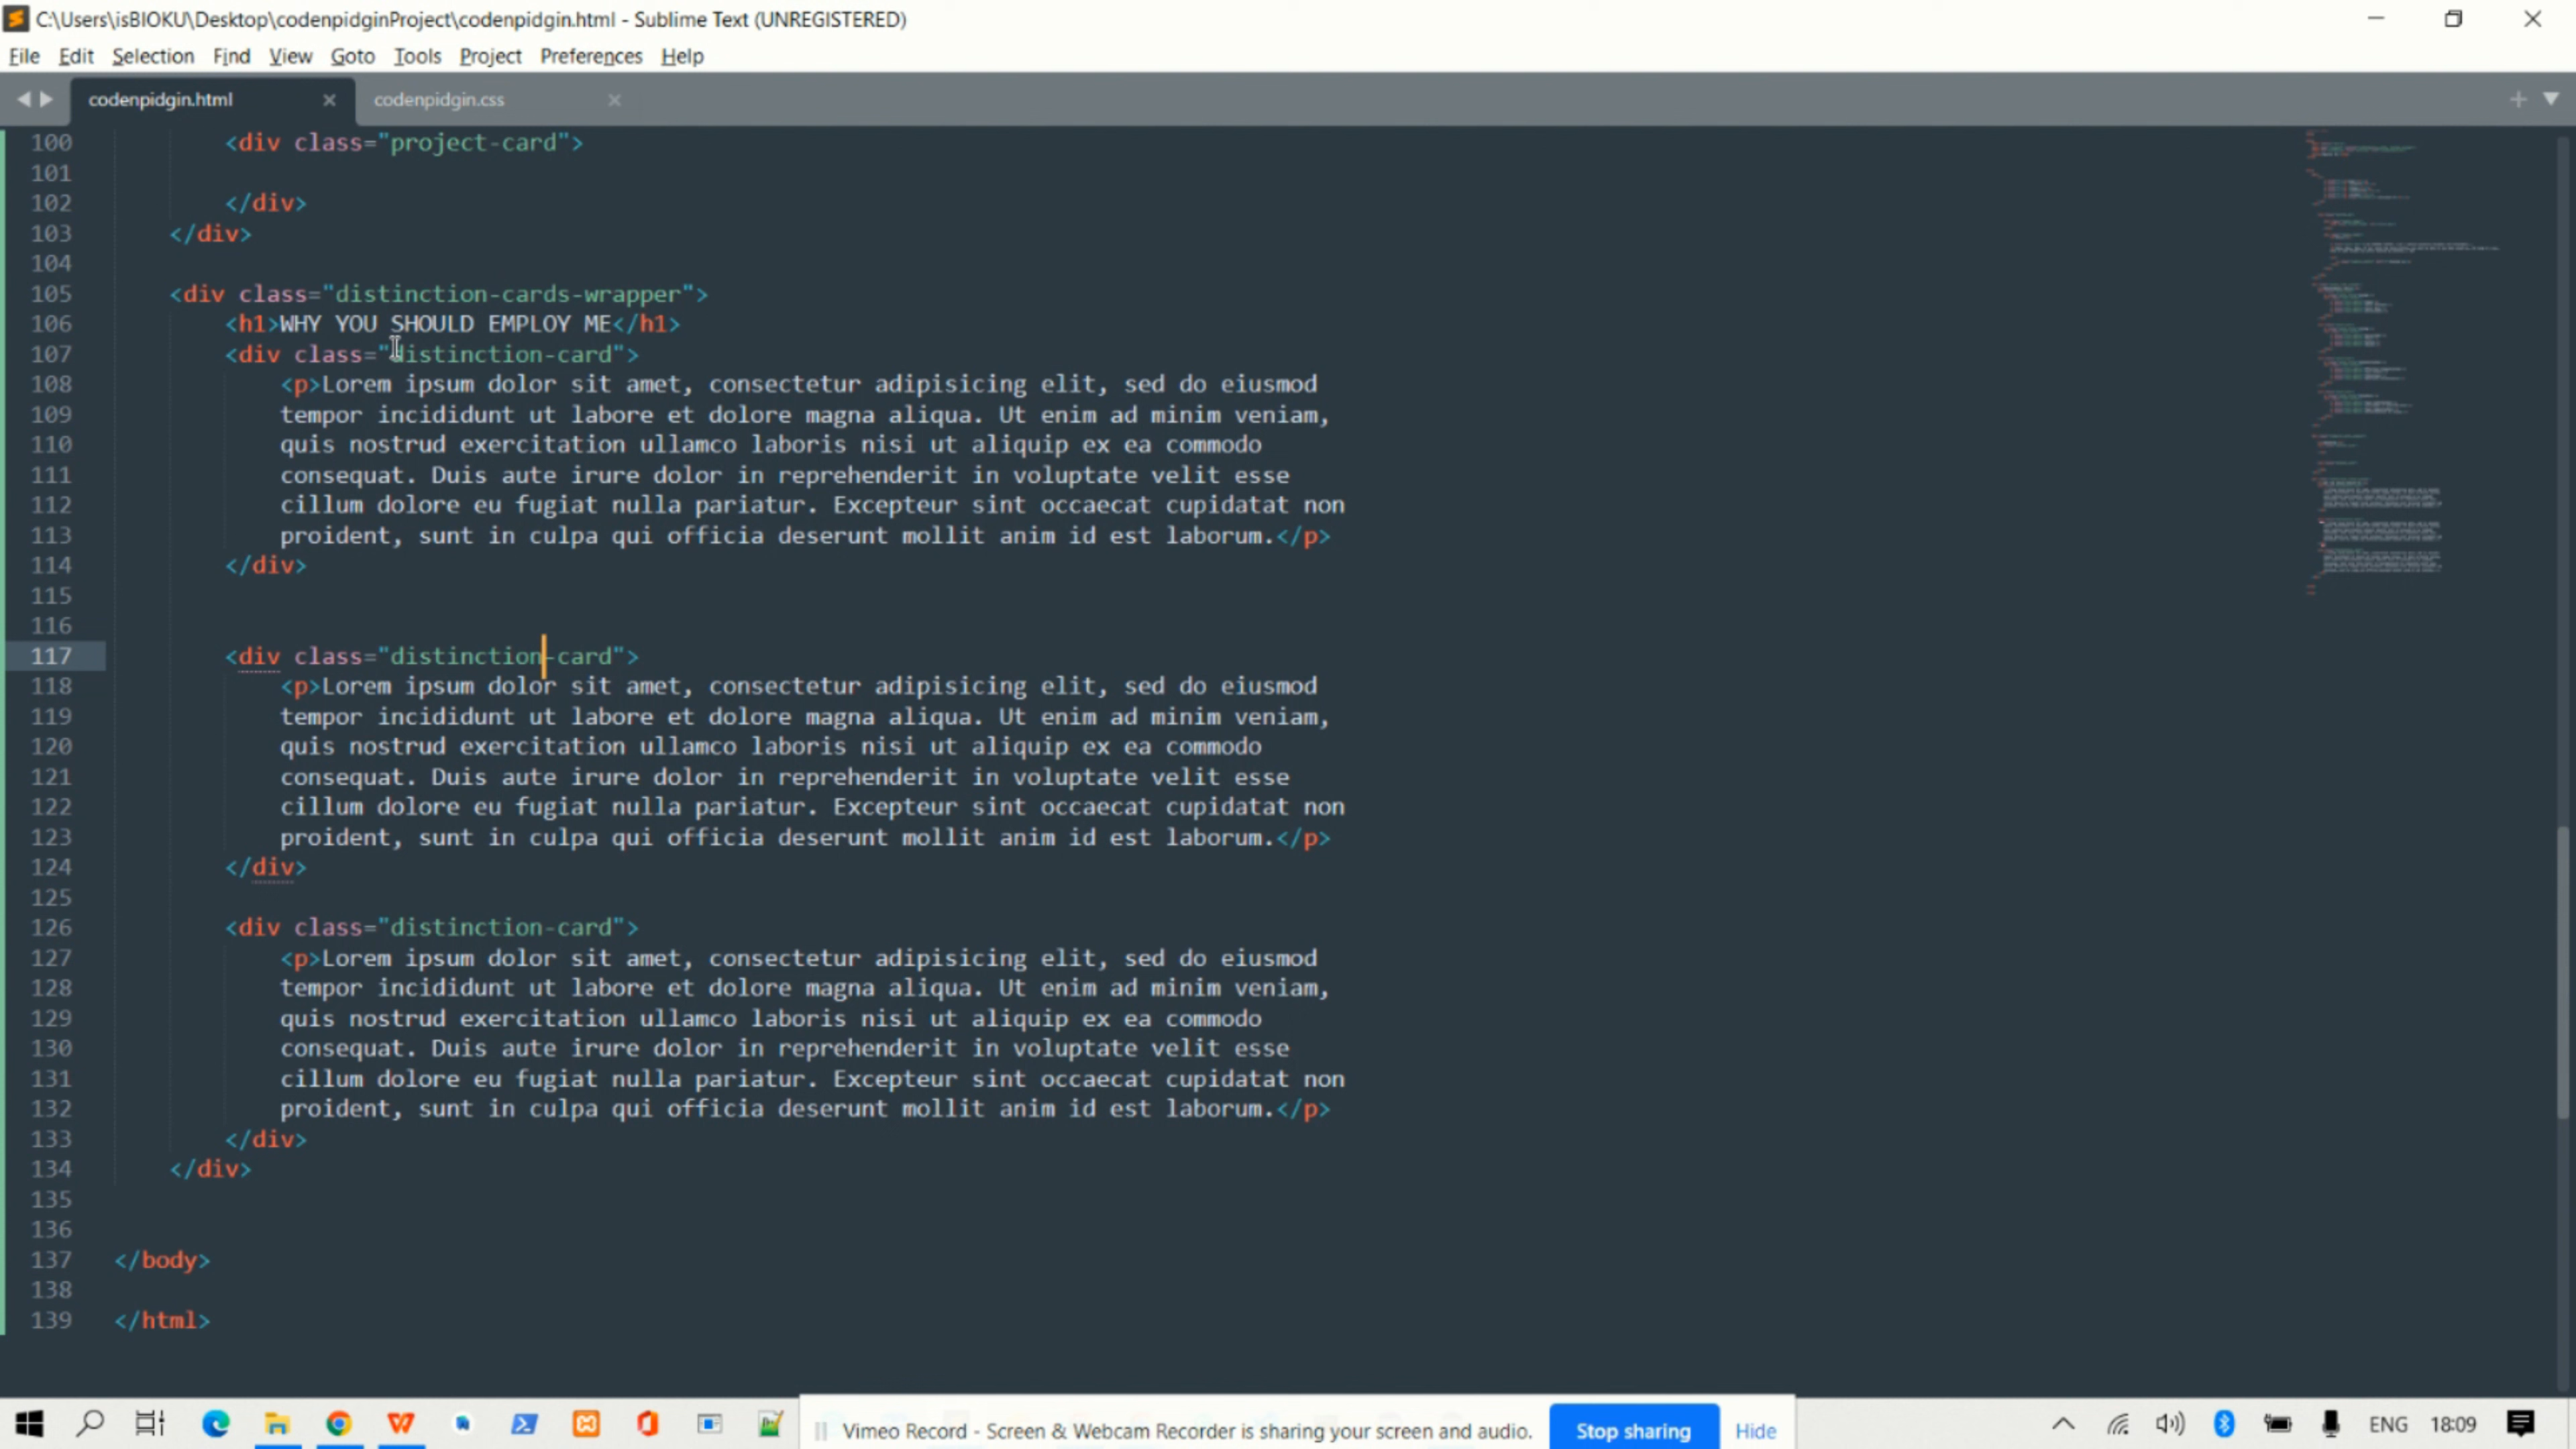 C:\Users\isBIOKU\Desktop\codenpidginProject\codenpidgin.html - Sublime Text (UNREGISTERED)
File Edit Selection Find View Goto Tools Project Preferences Help
codenpidgin.html codenpidgin.css
100 <div class="project-card">
101
102 </div>
103 </div>
104
105 <div class="distinction-cards-wrapper">
106 <h1>WHY YOU SHOULD EMPLOY ME</h1>
107 <div class="distinction-card">
108 <p>Lorem ipsum dolor sit amet, consectetur adipisicing elit, sed do eiusmod
109 tempor incididunt ut labore et dolore magna aliqua. Ut enim ad minim veniam,
110 quis nostrud exercitation ullamco laboris nisi ut aliquip ex ea commodo
111 consequat. Duis aute irure dolor in reprehenderit in voluptate velit esse
112 cillum dolore eu fugiat nulla pariatur. Excepteur sint occaecat cupidatat non
113 proident, sunt in culpa qui officia deserunt mollit anim id est laborum.</p>
114 </div>
115
116
117 <div class="distinction-card">
118 <p>Lorem ipsum dolor sit amet, consectetur adipisicing elit, sed do eiusmod
119 tempor incididunt ut labore et dolore magna aliqua. Ut enim ad minim veniam,
120 quis nostrud exercitation ullamco laboris nisi ut aliquip ex ea commodo
121 consequat. Duis aute irure dolor in reprehenderit in voluptate velit esse
122 cillum dolore eu fugiat nulla pariatur. Excepteur sint occaecat cupidatat non
123 proident, sunt in culpa qui officia deserunt mollit anim id est laborum.</p>
124 </div>
125
126 <div class="distinction-card">
127 <p>Lorem ipsum dolor sit amet, consectetur adipisicing elit, sed do eiusmod
128 tempor incididunt ut labore et dolore magna aliqua. Ut enim ad minim veniam,
129 quis nostrud exercitation ullamco laboris nisi ut aliquip ex ea commodo
130 consequat. Duis aute irure dolor in reprehenderit in voluptate velit esse
131 cillum dolore eu fugiat nulla pariatur. Excepteur sint occaecat cupidatat non
132 proident, sunt in culpa qui officia deserunt mollit anim id est laborum.</p>
133 </div>
134 </div>
135
136
137 </body>
138
139 </html>
Vimeo Record - Screen & Webcam Recorder is sharing your screen and audio. Stop sharing Hide
ENG 18:09